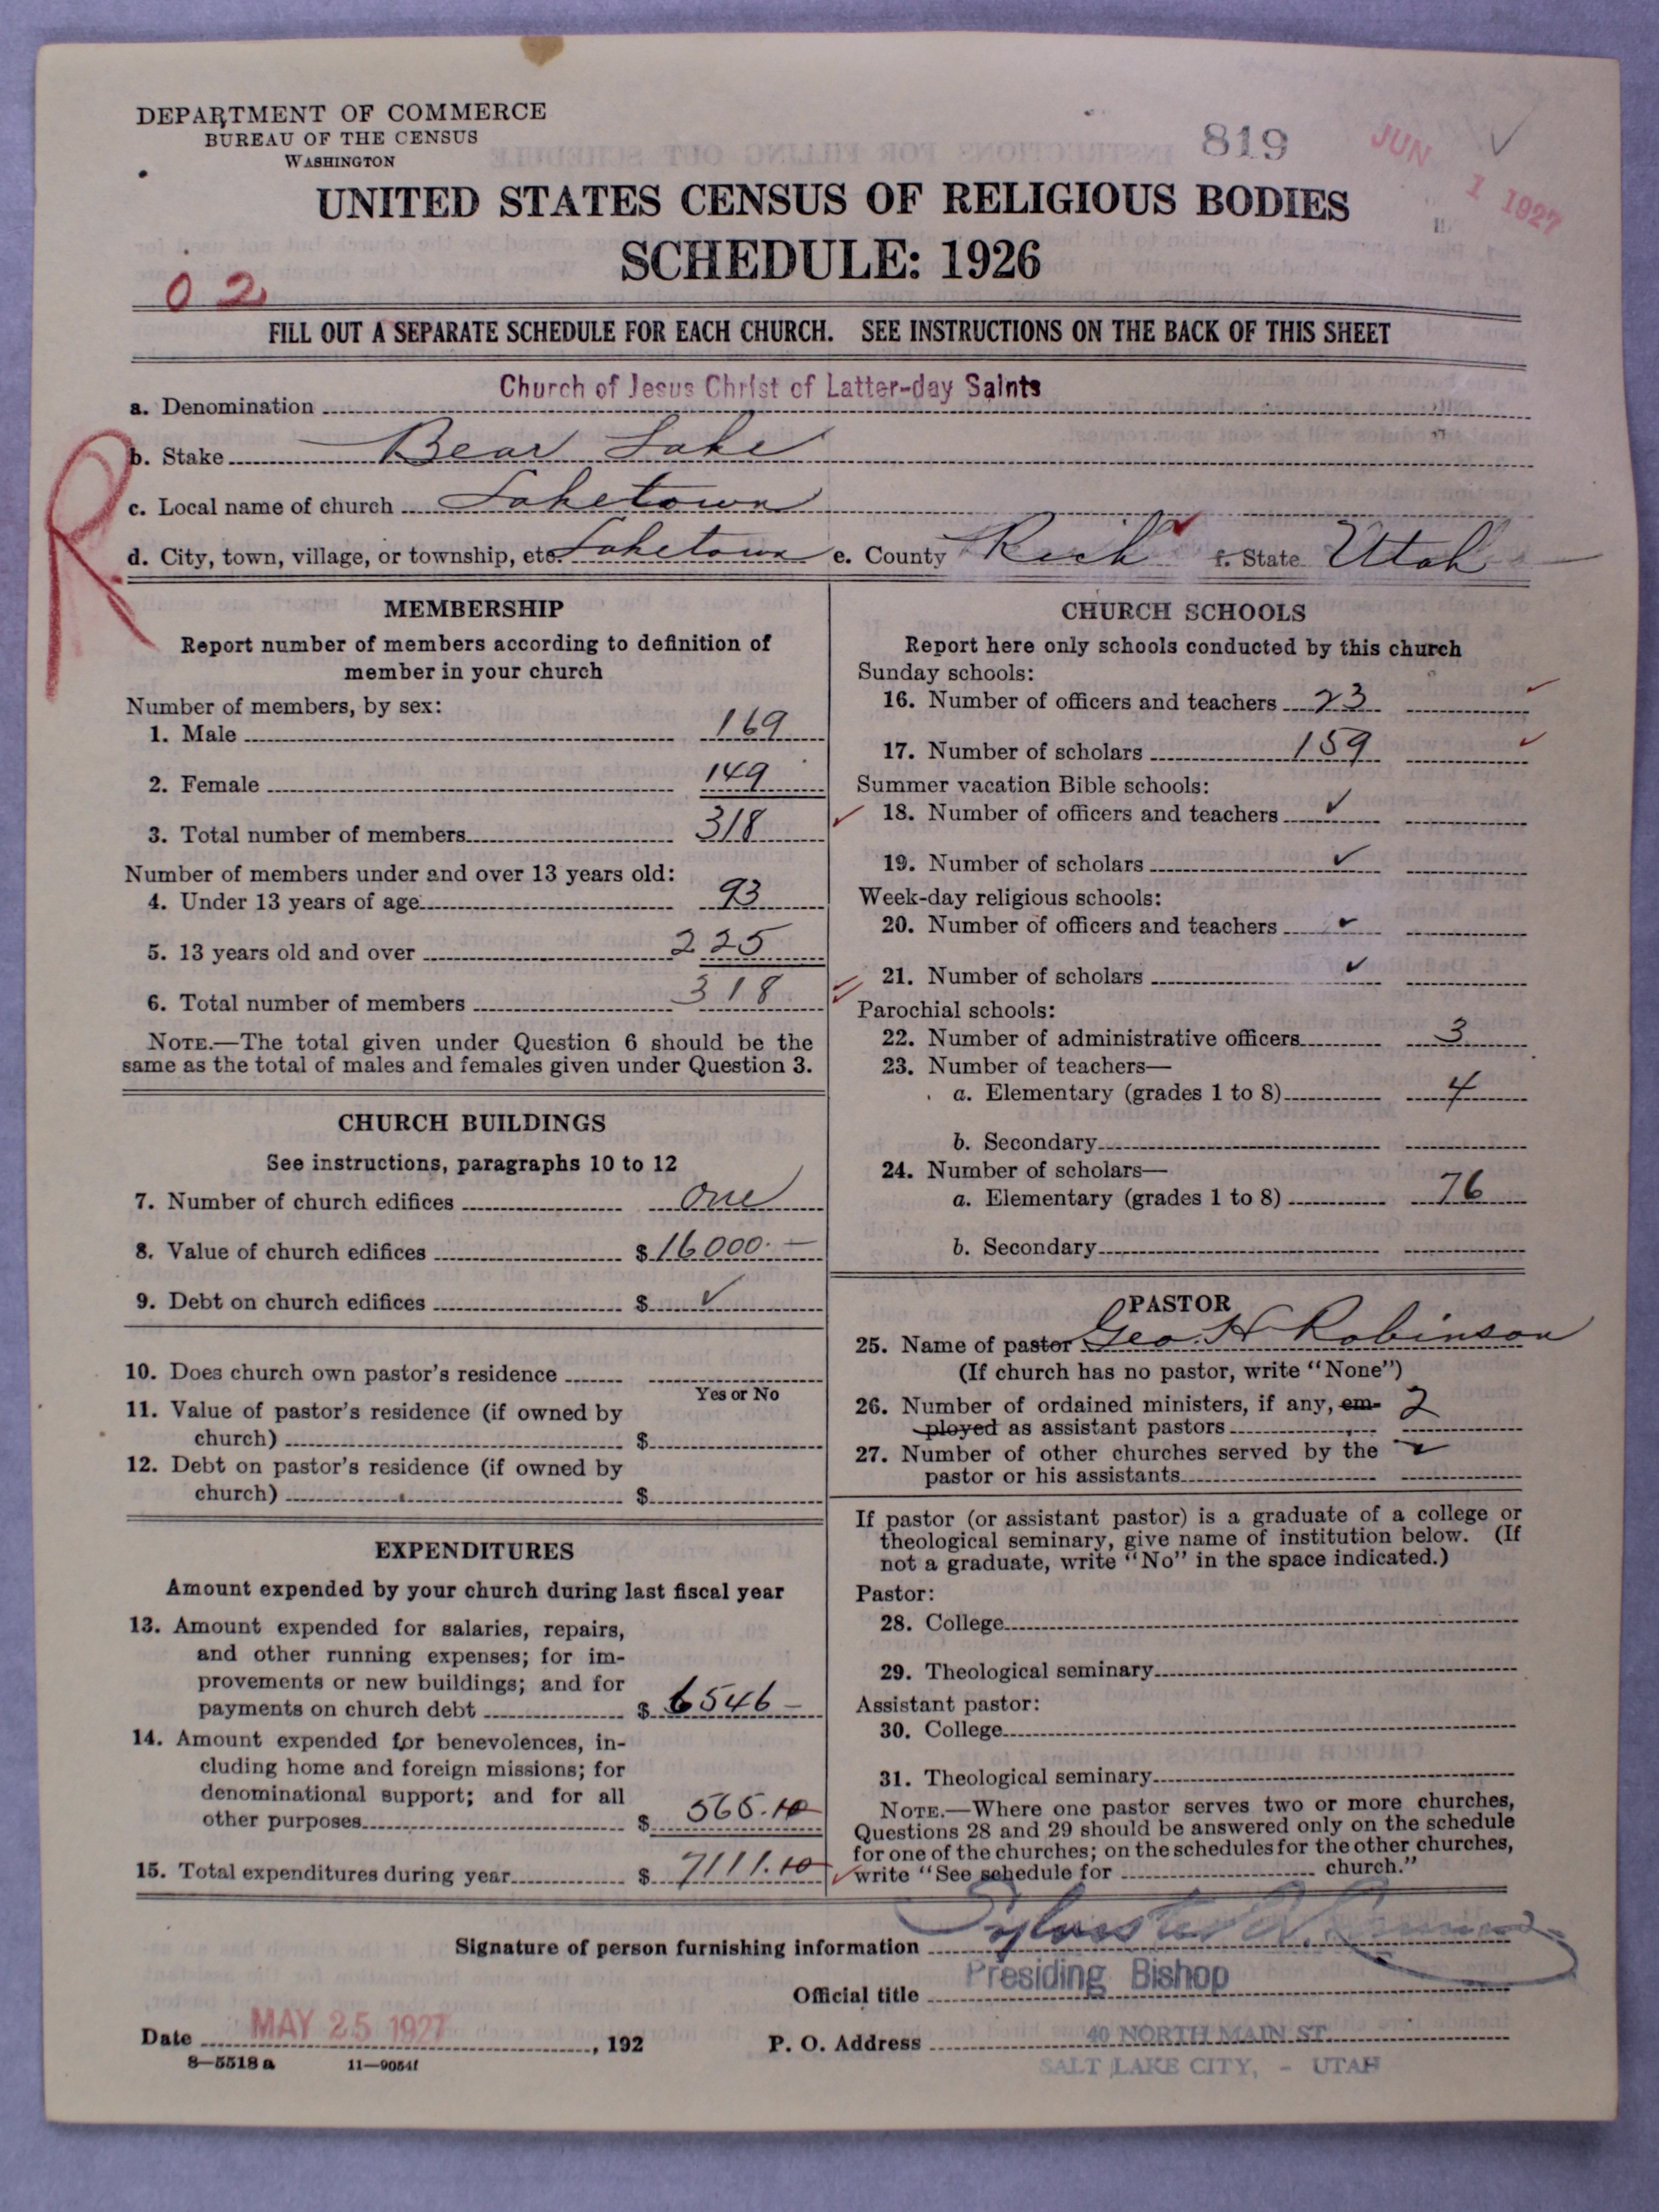 DEPARTMENT OF COMMERCE
BUREAU OF THE CENSUS
WASHINGTON
819
JUN 1 1927
UNITED STATES CENSUS OF RELIGIOUS BODIES
SCHEDULE: 1926
02
FILL OUT A SEPARATE SCHEDULE FOR EACH CHURCH. SEE INSTRUCTIONS ON THE BACK OF THIS SHEET
a. Denomination Church of Jesus Christ of Latter-day Saints
R
b. Stake Bear Lake
c. Local name of church Laketown
d. City, town, village, or township, etc. Laketown e. County Rich f. State Utah
MEMBERSHIP
Report number of members according to definition of
member in your church
Number of members, by sex:
1. Male 169
2. Female 149
3. Total number of members 318
Number of members under and over 13 years old:
4. Under 13 years of age 93
5. 13 years old and over 225
6. Total number of members 318
NOTE.—The total given under Question 6 should be the
same as the total of males and females given under Question 3.
CHURCH BUILDINGS
See instructions, paragraphs 10 to 12
7. Number of church edifices one
8. Value of church edifices $ 16000.—
9. Debt on church edifices $ ✓
10. Does church own pastor's residence
Yes or No
11. Value of pastor's residence (if owned by
church) $
12. Debt on pastor's residence (if owned by
church) $
EXPENDITURES
Amount expended by your church during last fiscal year
13. Amount expended for salaries, repairs,
and other running expenses; for im-
provements or new buildings; and for
payments on church debt $ 6546—
14. Amount expended for benevolences, in-
cluding home and foreign missions; for
denominational support; and for all
other purposes $ 565.10
15. Total expenditures during year $ 7111.10
CHURCH SCHOOLS
Report here only schools conducted by this church
Sunday schools:
16. Number of officers and teachers 23
17. Number of scholars 159
Summer vacation Bible schools:
18. Number of officers and teachers ✓
19. Number of scholars ✓
Week-day religious schools:
20. Number of officers and teachers ✓
21. Number of scholars ✓
Parochial schools:
22. Number of administrative officers 3
23. Number of teachers—
a. Elementary (grades 1 to 8) 4
b. Secondary
24. Number of scholars—
a. Elementary (grades 1 to 8) 76
b. Secondary
PASTOR
25. Name of pastor Geo. H Robinson
(If church has no pastor, write "None")
26. Number of ordained ministers, if any, em- 2
ployed as assistant pastors
27. Number of other churches served by the ✓
pastor or his assistants
If pastor (or assistant pastor) is a graduate of a college or
theological seminary, give name of institution below. (If
not a graduate, write "No" in the space indicated.)
Pastor:
28. College
29. Theological seminary
Assistant pastor:
30. College
31. Theological seminary
NOTE.—Where one pastor serves two or more churches,
Questions 28 and 29 should be answered only on the schedule
for one of the churches; on the schedules for the other churches,
write "See schedule for church."
Signature of person furnishing information Sylvester Q. Cannon
Official title Presiding Bishop
Date MAY 25 1927, 192 P. O. Address 40 NORTH MAIN ST.
8—5518 a 11—9054f SALT LAKE CITY, - UTAH